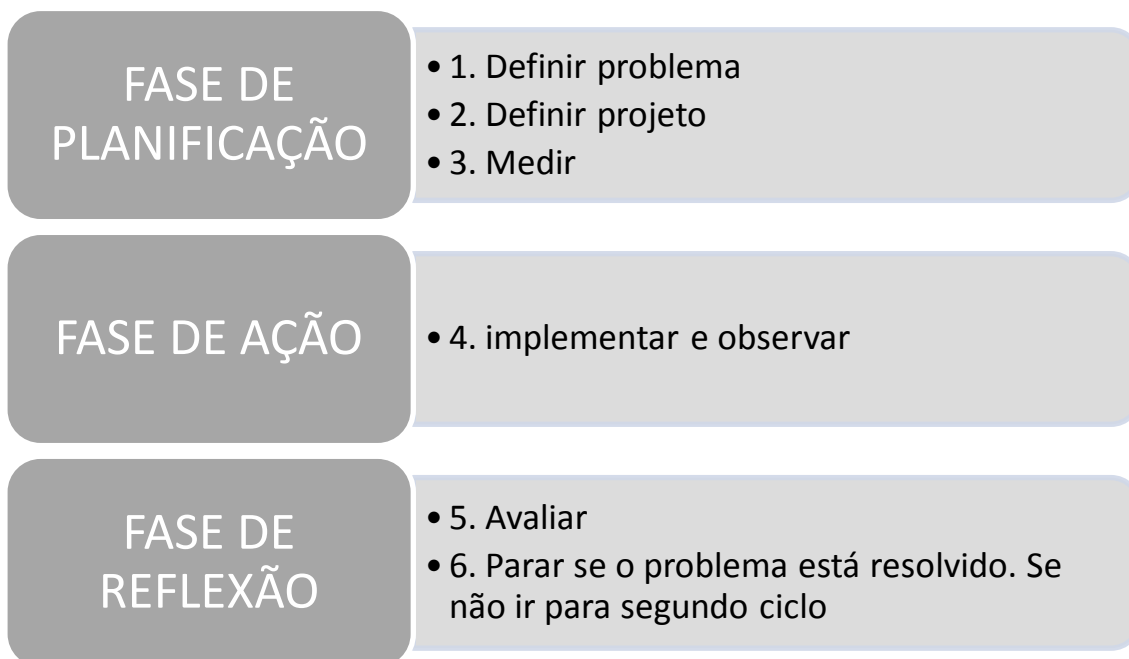 FASE DE
PLANIFICAÇÃO
• 1. Definir problema
• 2. Definir projeto
• 3. Medir
FASE DE AÇÃO
• 4. implementar e observar
FASE DE
REFLEXÃO
• 5. Avaliar
• 6. Parar se o problema está resolvido. Se
não ir para segundo ciclo